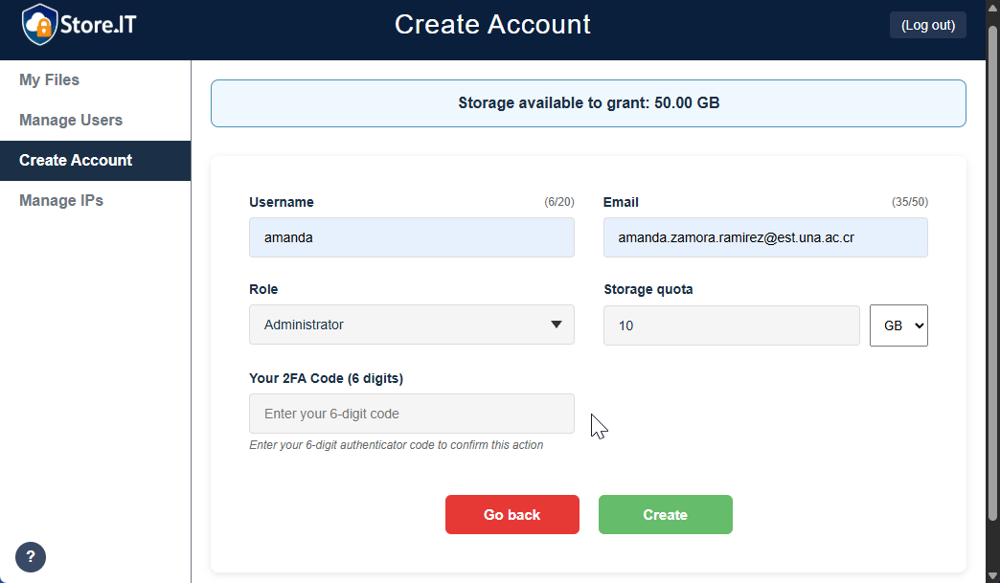 Store.IT
Create Account
(Log out)
My Files
Manage Users
Create Account
Manage IPs
Storage available to grant: 50.00 GB
Username (6/20)
Email (35/50)
amanda
amanda.zamora.ramirez@est.una.ac.cr
Role
Storage quota
Administrator
10
GB
Your 2FA Code (6 digits)
Enter your 6-digit code
Enter your 6-digit authenticator code to confirm this action
Go back
Create
?